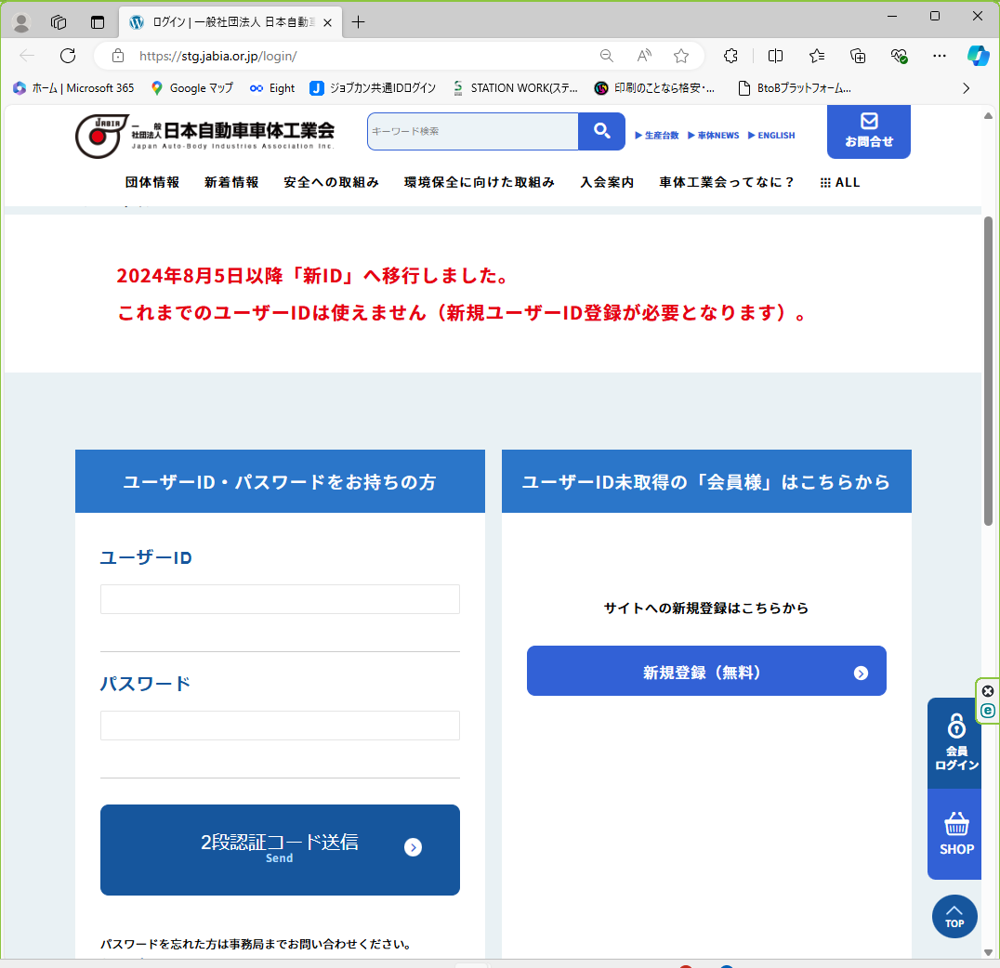 ログイン | 一般社団法人 日本自動車
https://stg.jabia.or.jp/login/
ホーム | Microsoft 365
Google マップ
Eight
ジョブカン共通IDログイン
STATION WORK(ステ...
印刷のことなら格安・...
BtoBプラットフォーム...
JABIA
一般社団法人日本自動車車体工業会
Japan Auto-Body Industries Association Inc.
キーワード検索
生産台数
車体NEWS
ENGLISH
お問合せ
団体情報
新着情報
安全への取組み
環境保全に向けた取組み
入会案内
車体工業会ってなに？
ALL
2024年8月5日以降「新ID」へ移行しました。
これまでのユーザーIDは使えません（新規ユーザーID登録が必要となります）。
ユーザーID・パスワードをお持ちの方
ユーザーID
パスワード
2段認証コード送信
Send
パスワードを忘れた方は事務局までお問い合わせください。
ユーザーID未取得の「会員様」はこちらから
サイトへの新規登録はこちらから
新規登録（無料）
会員
ログイン
SHOP
TOP